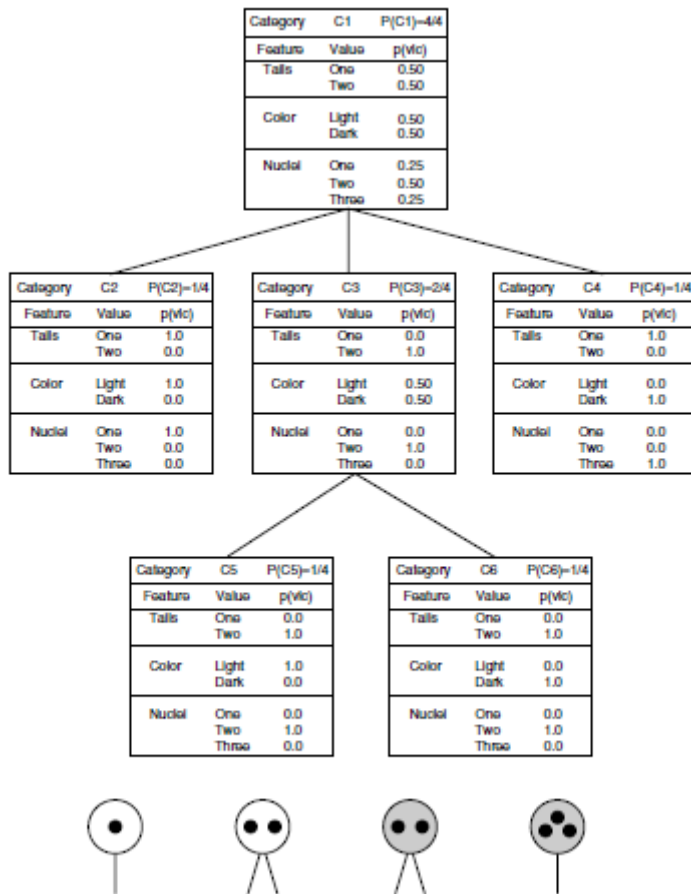 Category C1 P(C1)=4/4
Feature Value p(v|c)
Tails One 0.50
Two 0.50
Color Light 0.50
Dark 0.50
Nuclei One 0.25
Two 0.50
Three 0.25
Category C2 P(C2)=1/4
Feature Value p(v|c)
Tails One 1.0
Two 0.0
Color Light 1.0
Dark 0.0
Nuclei One 1.0
Two 0.0
Three 0.0
Category C3 P(C3)=2/4
Feature Value p(v|c)
Tails One 0.0
Two 1.0
Color Light 0.50
Dark 0.50
Nuclei One 0.0
Two 1.0
Three 0.0
Category C4 P(C4)=1/4
Feature Value p(v|c)
Tails One 1.0
Two 0.0
Color Light 0.0
Dark 1.0
Nuclei One 0.0
Two 0.0
Three 1.0
Category C5 P(C5)=1/4
Feature Value p(v|c)
Tails One 0.0
Two 1.0
Color Light 1.0
Dark 0.0
Nuclei One 0.0
Two 1.0
Three 0.0
Category C6 P(C6)=1/4
Feature Value p(v|c)
Tails One 0.0
Two 1.0
Color Light 0.0
Dark 1.0
Nuclei One 0.0
Two 1.0
Three 0.0